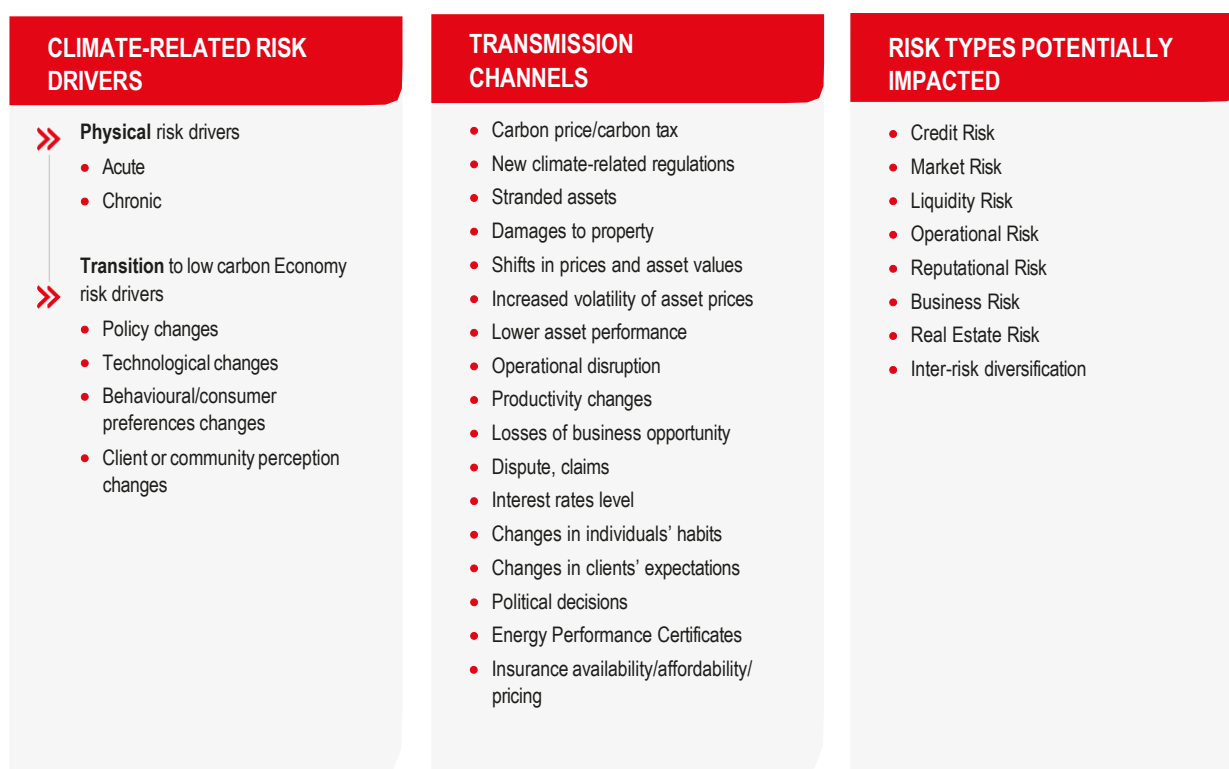 CLIMATE-RELATED RISK
DRIVERS
Physical risk drivers
• Acute
• Chronic
Transition to low carbon Economy
risk drivers
• Policy changes
• Technological changes
• Behavioural/consumer
preferences changes
• Client or community perception
changes
TRANSMISSION
CHANNELS
• Carbon price/carbon tax
• New climate-related regulations
• Stranded assets
• Damages to property
• Shifts in prices and asset values
• Increased volatility of asset prices
• Lower asset performance
• Operational disruption
• Productivity changes
• Losses of business opportunity
• Dispute, claims
• Interest rates level
• Changes in individuals’ habits
• Changes in clients’ expectations
• Political decisions
• Energy Performance Certificates
• Insurance availability/affordability/
pricing
RISK TYPES POTENTIALLY
IMPACTED
• Credit Risk
• Market Risk
• Liquidity Risk
• Operational Risk
• Reputational Risk
• Business Risk
• Real Estate Risk
• Inter-risk diversification